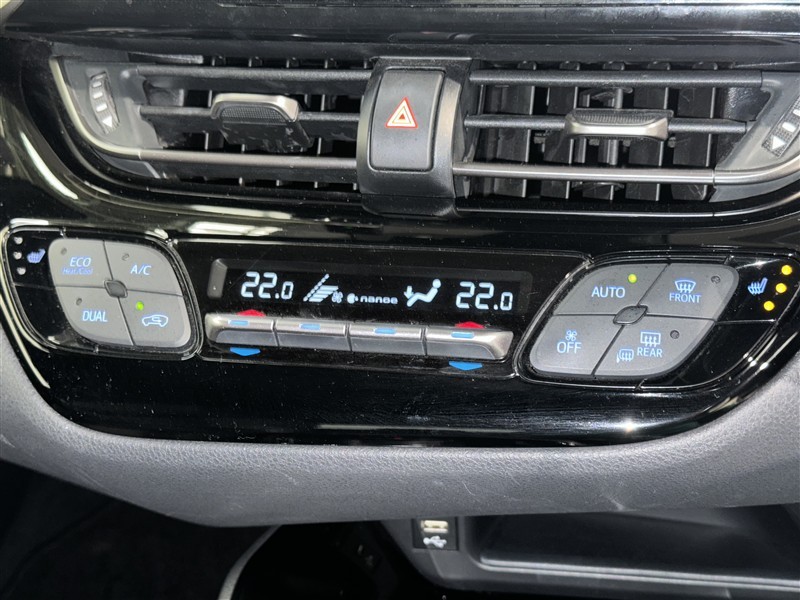 ECO
A/C
DUAL
22.0
nanoe
22.0
AUTO
FRONT
OFF
REAR